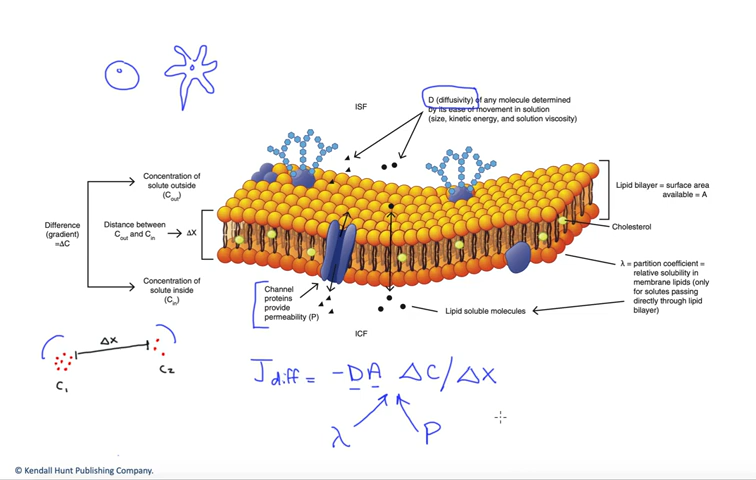 ISF
D (diffusivity) of any molecule determined
by its ease of movement in solution
(size, kinetic energy, and solution viscosity)
Concentration of
solute outside
(Cout)
Difference
(gradient)
=ΔC
Distance between
Cout and Cin
ΔX
Concentration of
solute inside
(Cin)
Lipid bilayer = surface area
available = A
Cholesterol
λ = partition coefficient =
relative solubility in
membrane lipids (only
for solutes passing
directly through lipid
bilayer)
Channel
proteins
provide
permeability (P)
Lipid soluble molecules
ICF
ΔX
C1
C2
Jdiff = -DA ΔC/ΔX
λ
P
© Kendall Hunt Publishing Company.